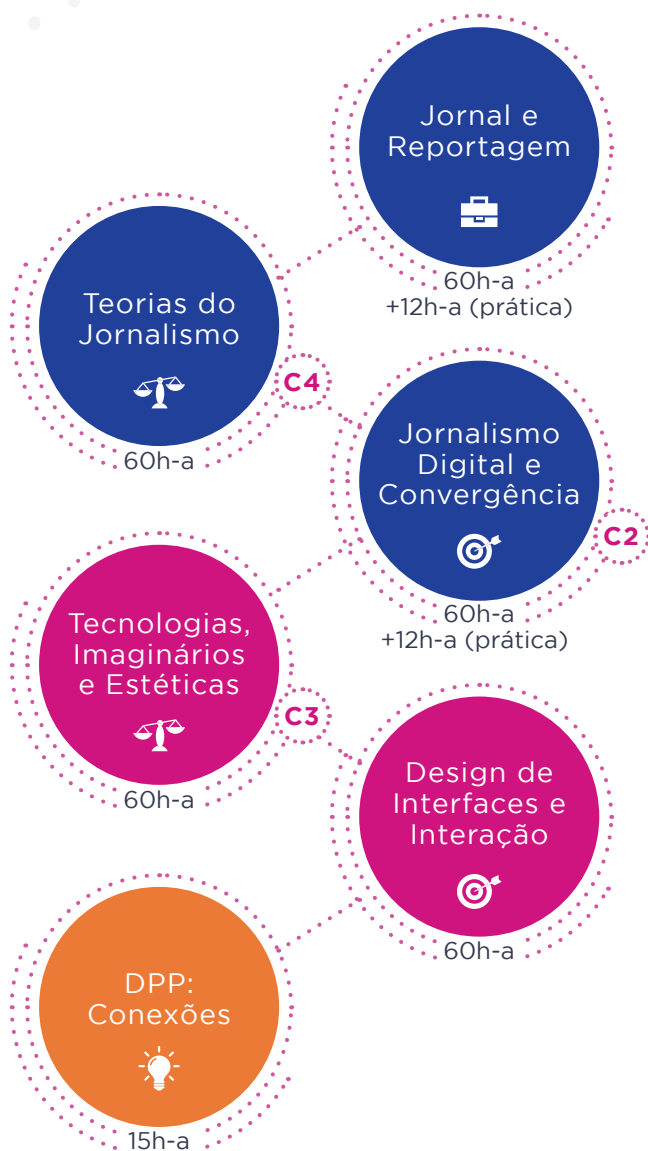 Jornal e
Reportagem
60h-a
+12h-a (prática)
Teorias do
Jornalismo
60h-a
C4
Jornalismo
Digital e
Convergência
C2
60h-a
+12h-a (prática)
Tecnologias,
Imaginários
e Estéticas
60h-a
C3
Design de
Interfaces e
Interação
60h-a
DPP:
Conexões
15h-a